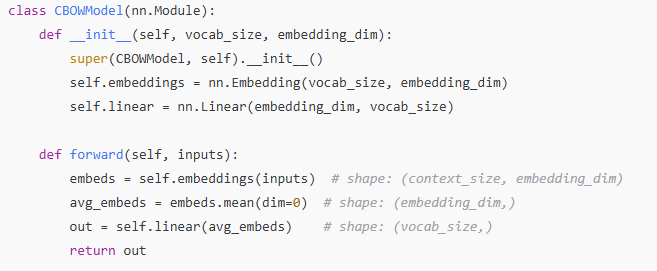 class CBOWModel(nn.Module):
    def __init__(self, vocab_size, embedding_dim):
        super(CBOWModel, self).__init__()
        self.embeddings = nn.Embedding(vocab_size, embedding_dim)
        self.linear = nn.Linear(embedding_dim, vocab_size)

    def forward(self, inputs):
        embeds = self.embeddings(inputs)  # shape: (context_size, embedding_dim)
        avg_embeds = embeds.mean(dim=0)  # shape: (embedding_dim,)
        out = self.linear(avg_embeds)    # shape: (vocab_size,)
        return out